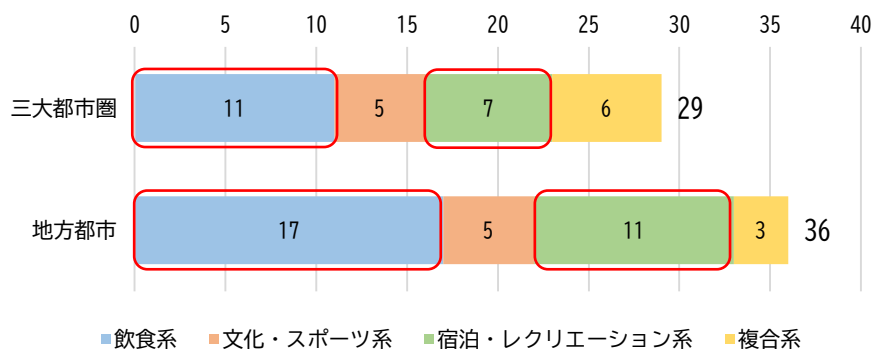 0 5 10 15 20 25 30 35 40
三大都市圏 11 5 7 6 29
地方都市 17 5 11 3 36
飲食系 文化・スポーツ系 宿泊・レクリエーション系 複合系